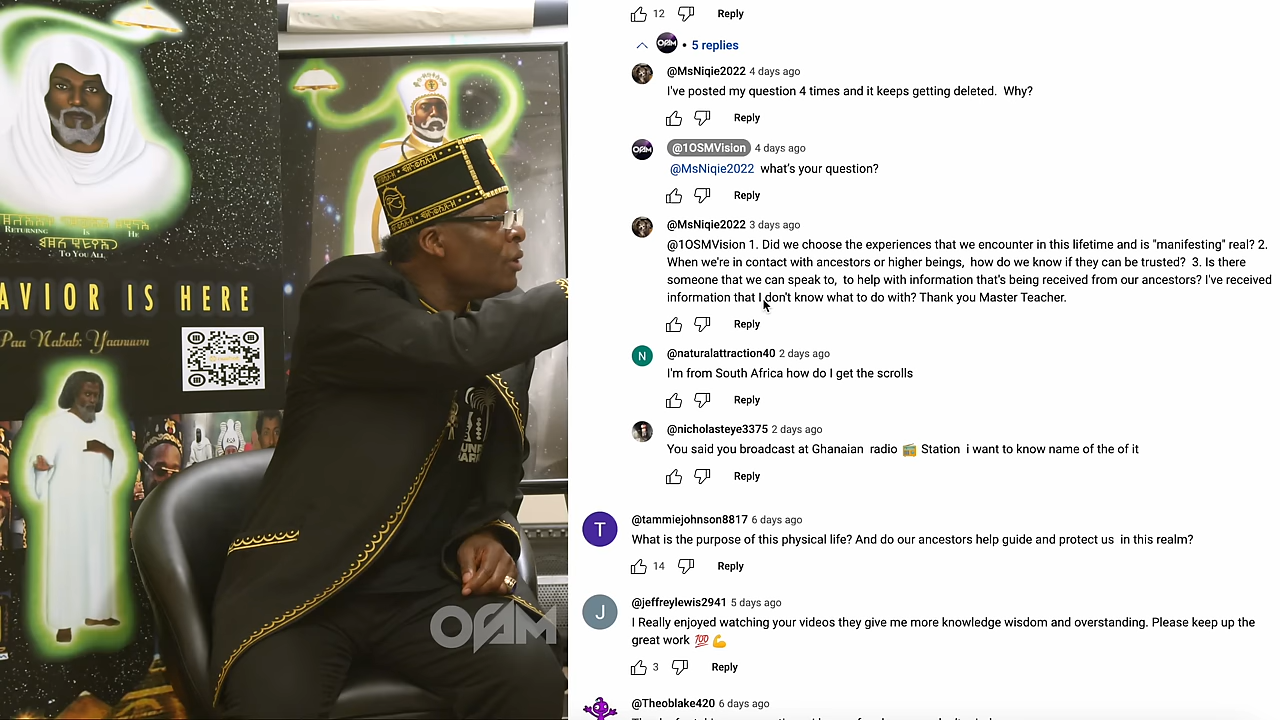 RETURNING IS HE
TO YOU ALL
AVIOR IS HERE
Paa Nabab: Yaanuwn
OSM
12 Reply
5 replies
@MsNiqie2022 4 days ago
I've posted my question 4 times and it keeps getting deleted. Why?
Reply
@1OSMVision 4 days ago
@MsNiqie2022 what's your question?
Reply
@MsNiqie2022 3 days ago
@1OSMVision 1. Did we choose the experiences that we encounter in this lifetime and is "manifesting" real? 2.
When we're in contact with ancestors or higher beings, how do we know if they can be trusted? 3. Is there
someone that we can speak to, to help with information that's being received from our ancestors? I've received
information that I don't know what to do with? Thank you Master Teacher.
Reply
N
@naturalattraction40 2 days ago
I'm from South Africa how do I get the scrolls
Reply
@nicholasteye3375 2 days ago
You said you broadcast at Ghanaian radio 📻 Station i want to know name of the of it
Reply
T
@tammiejohnson8817 6 days ago
What is the purpose of this physical life? And do our ancestors help guide and protect us in this realm?
14 Reply
J
@jeffreylewis2941 5 days ago
I Really enjoyed watching your videos they give me more knowledge wisdom and overstanding. Please keep up the
great work 💯 💪
3 Reply
@Theoblake420 6 days ago